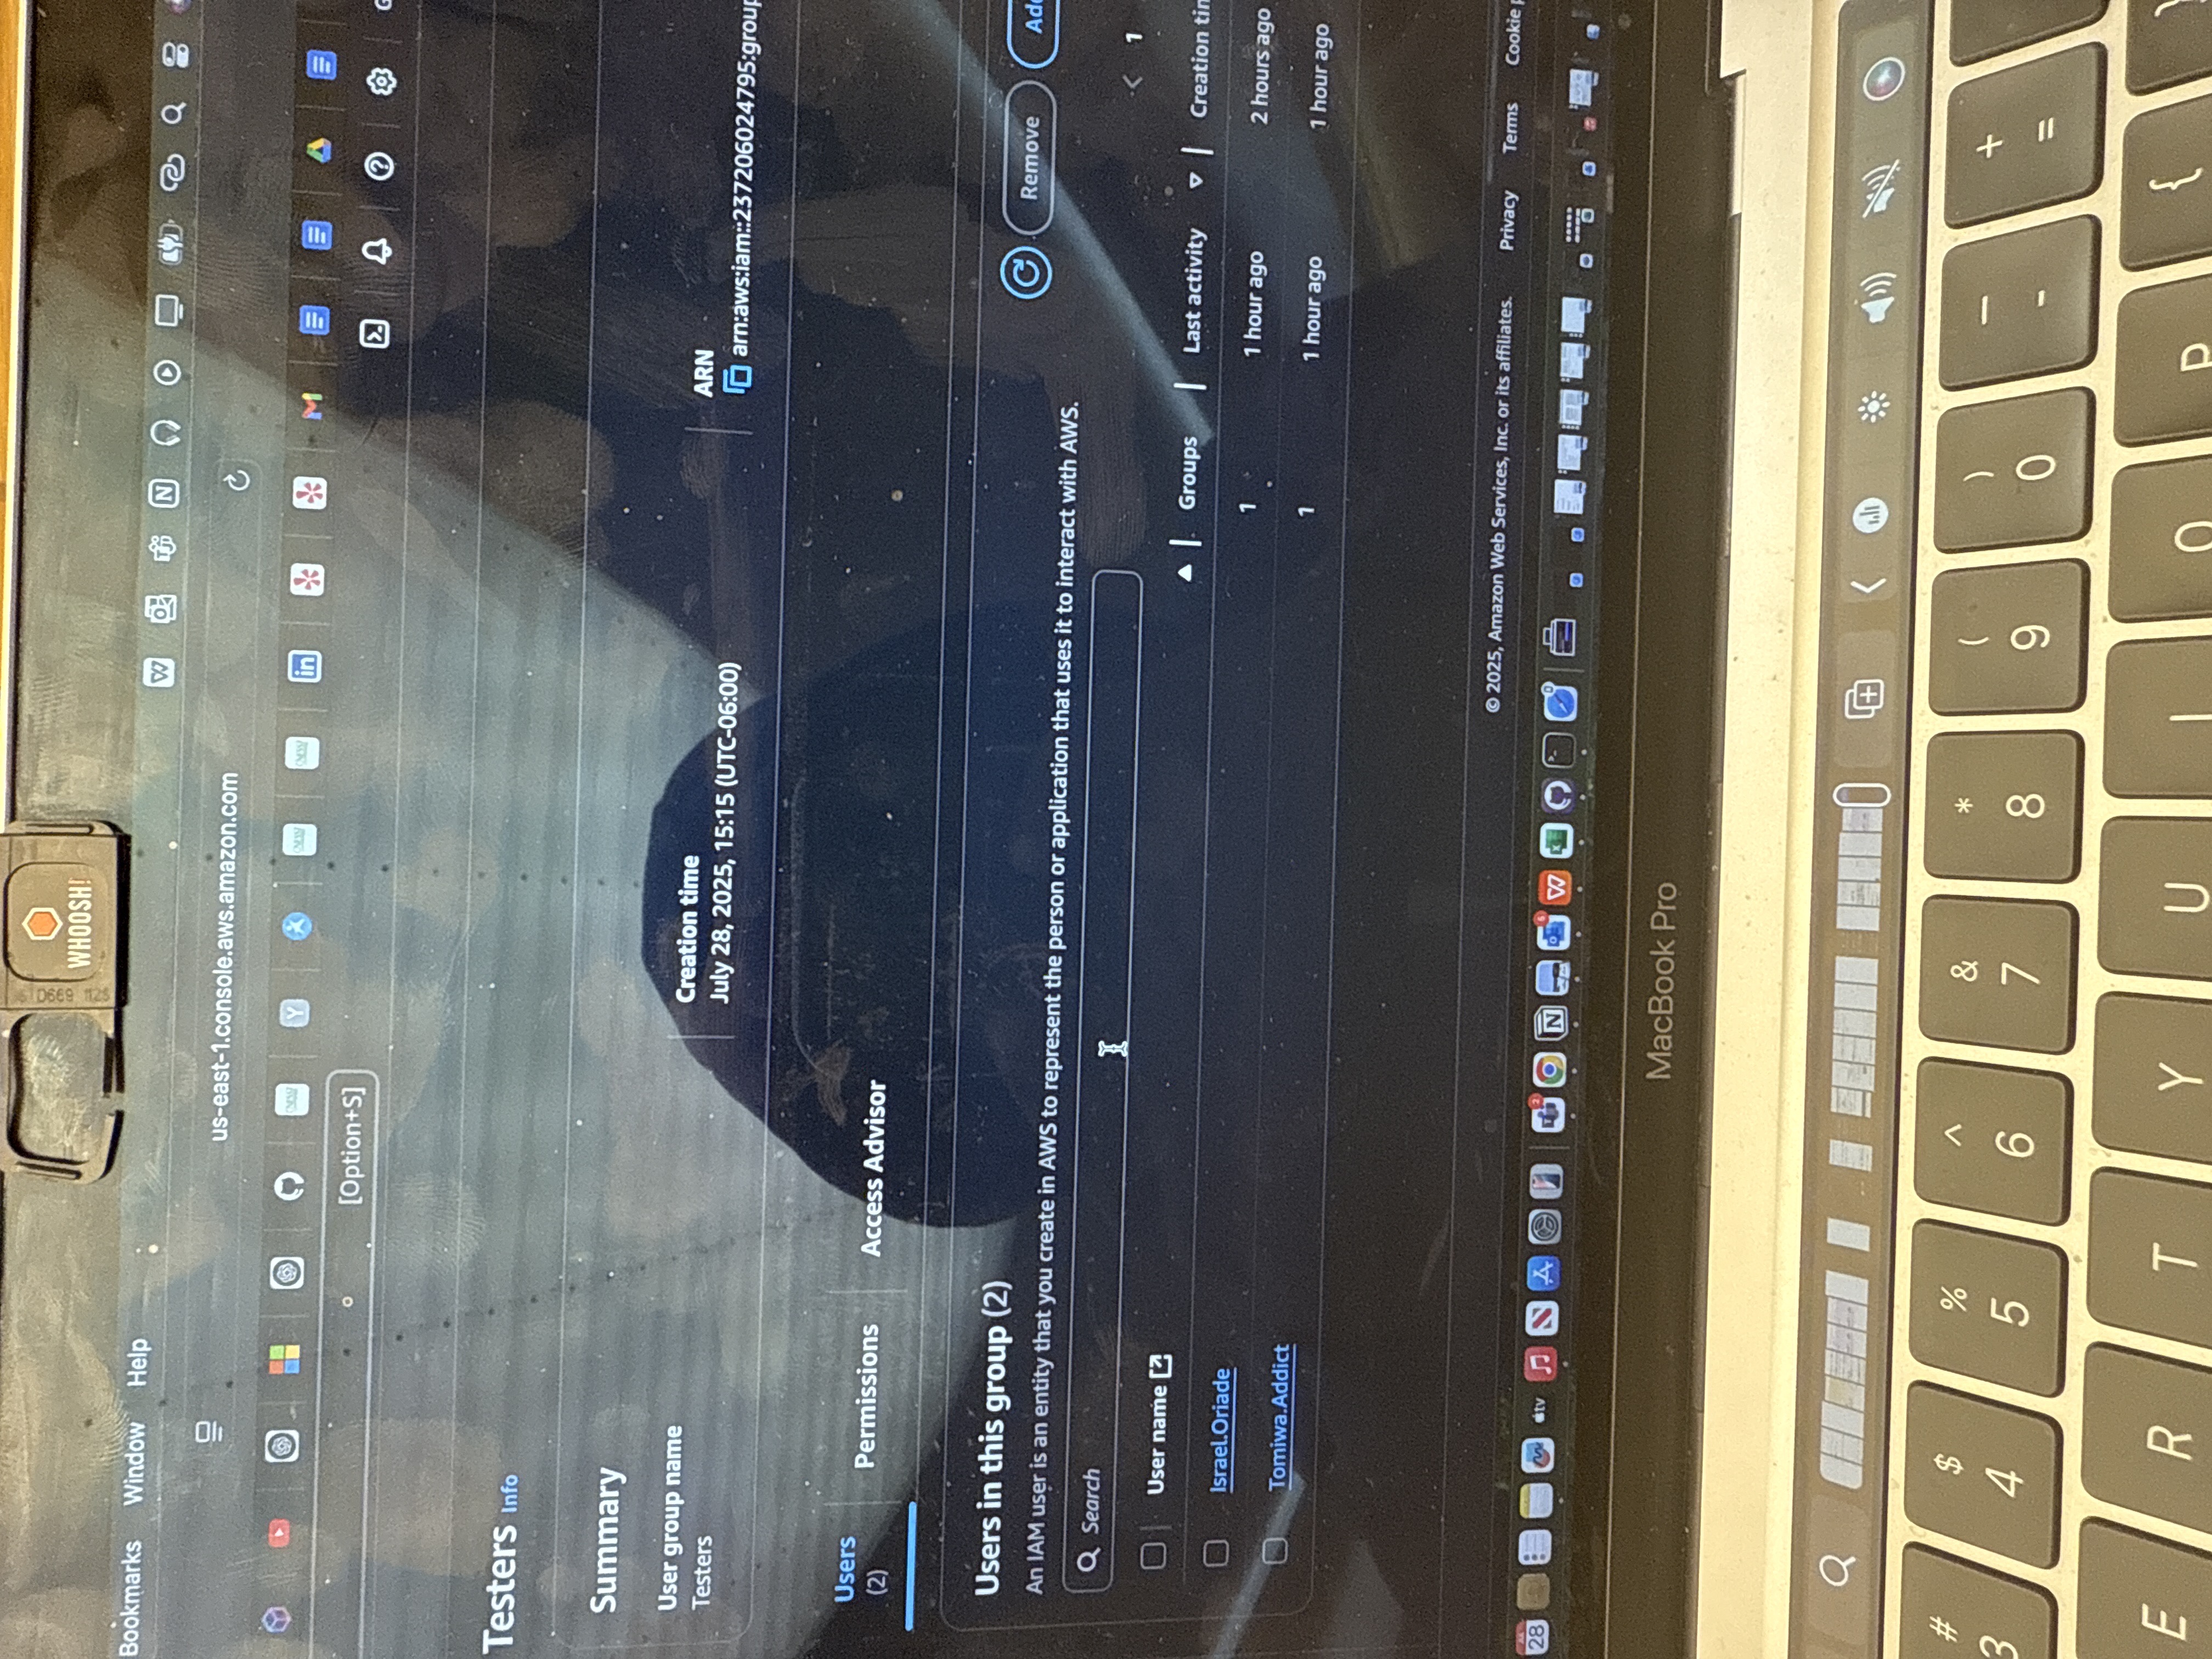 WHOOSH!
Bookmarks Window Help
us-east-1.console.aws.amazon.com
[Option+S]
Testers Info
Summary
User group name
Testers
Creation time
July 28, 2025, 15:15 (UTC-06:00)
ARN
arn:aws:iam::237206024795:group
Users
(2)
Permissions
Access Advisor
Users in this group (2)
An IAM user is an entity that you create in AWS to represent the person or application that uses it to interact with AWS.
Remove
Search
1
User name Groups Last activity Creation
Israel.Oriade 1 1 hour ago 2 hours ago
Tomiwa.Addict 1 1 hour ago 1 hour ago
© 2025, Amazon Web Services, Inc. or its affiliates. Privacy Terms Cookie
28
tv
MacBook Pro
# $ % ^ & * ( ) — +
3 4 5 6 7 8 9 0 - =
E R T Y U I O P {